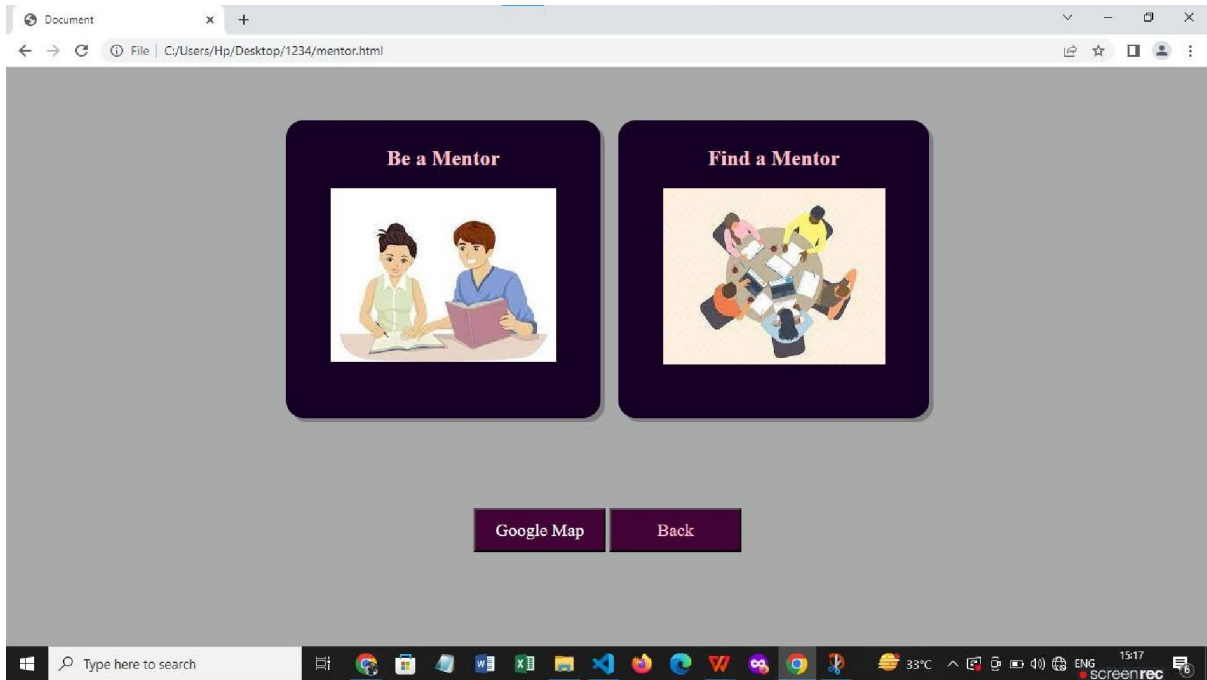 Document
File | C:/Users/Hp/Desktop/1234/mentor.html
Be a Mentor
Find a Mentor
Google Map
Back
Type here to search
33°C
ENG
15:17
screenrec
6